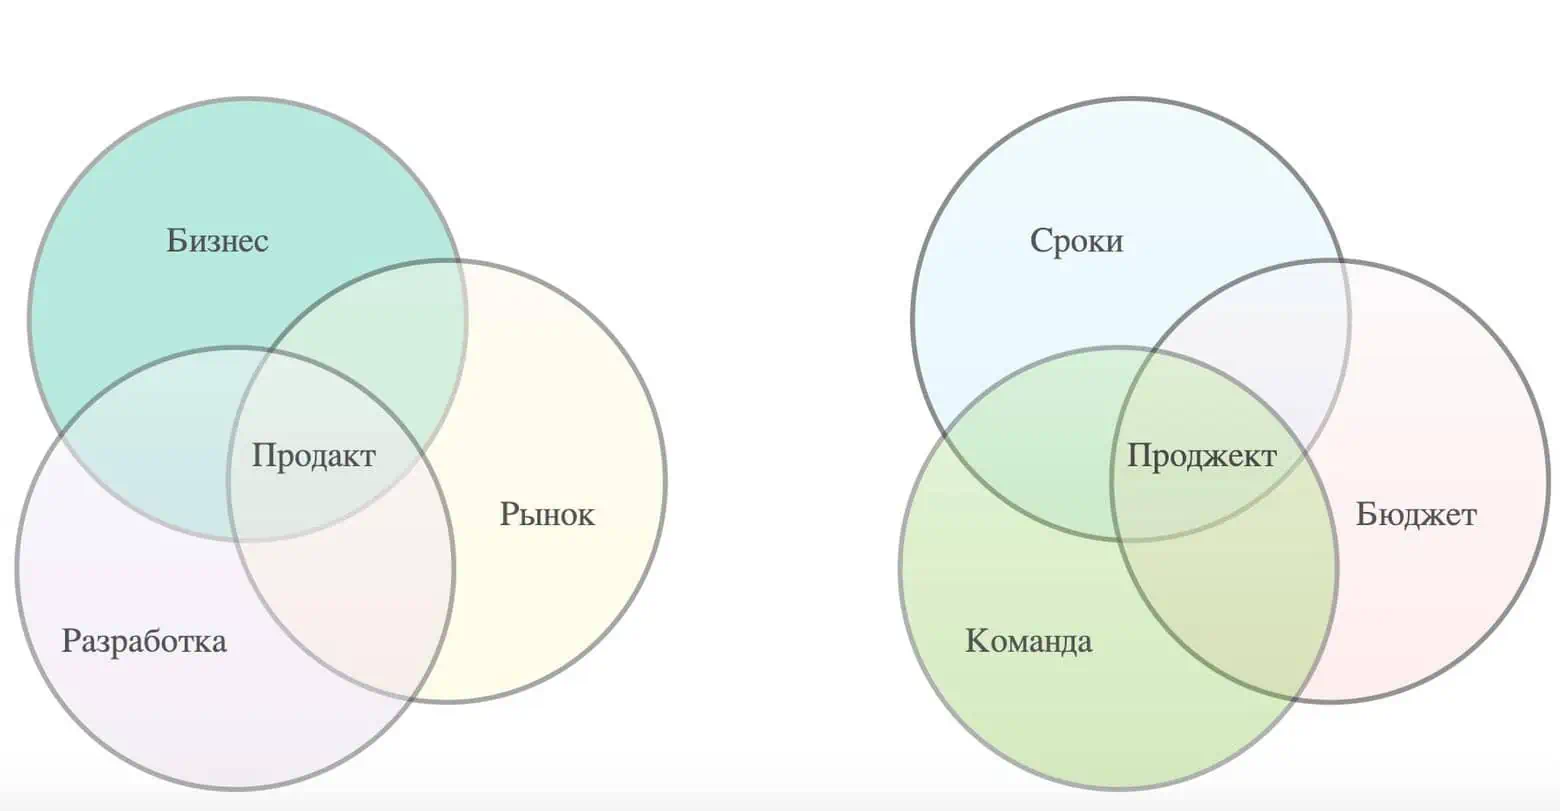 Бизнес
Продакт
Рынок
Разработка
Сроки
Проджект
Бюджет
Команда